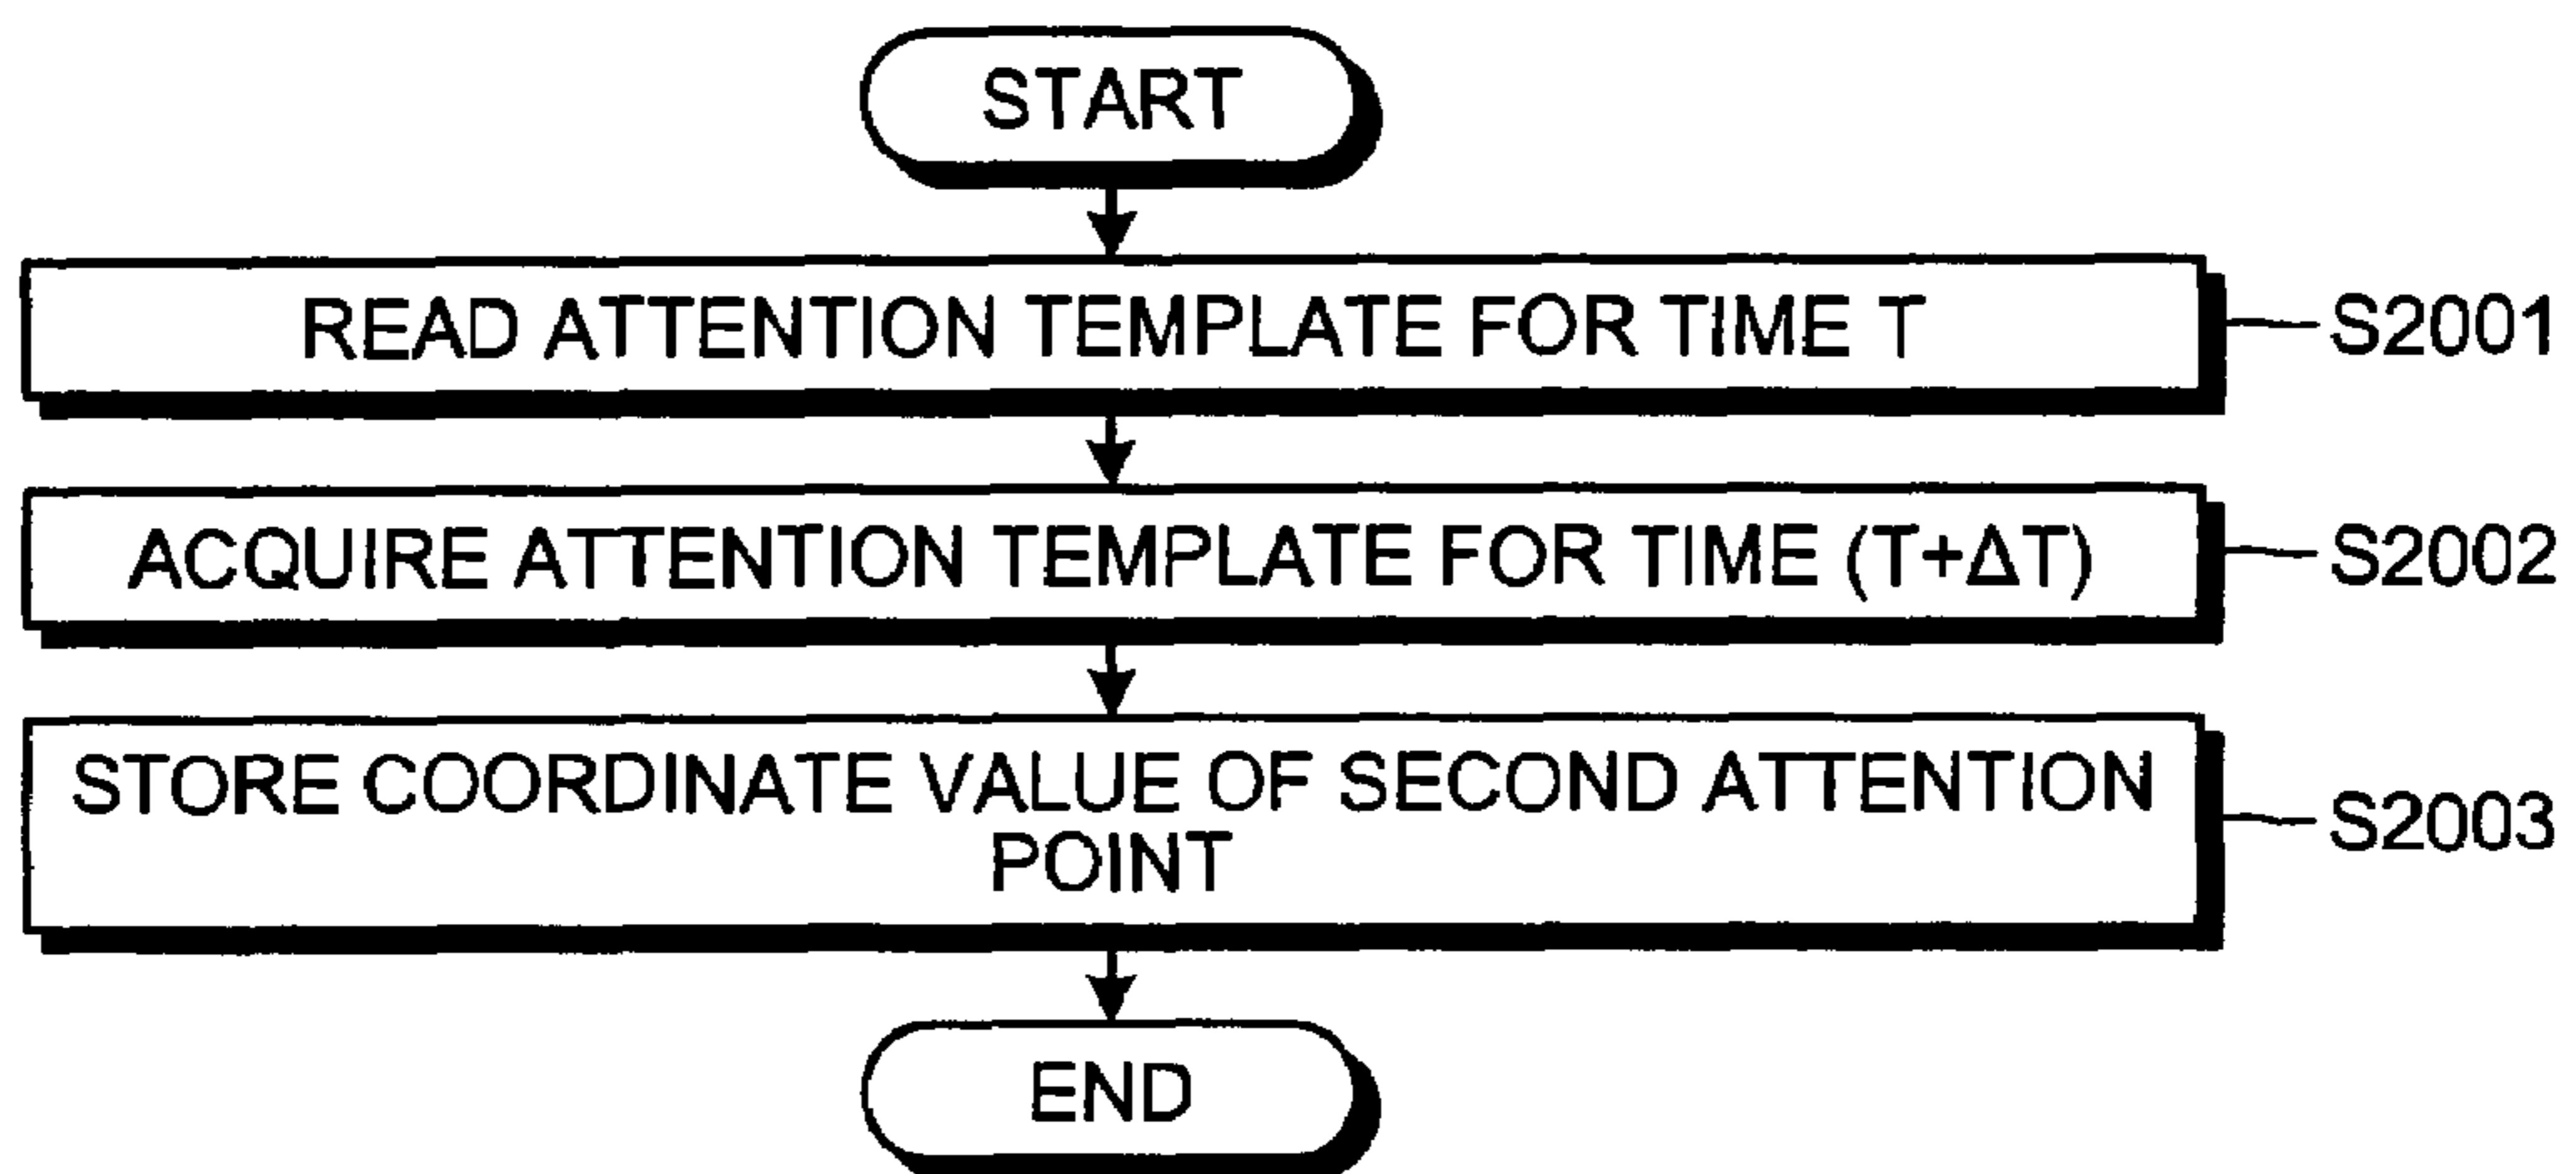 START
READ ATTENTION TEMPLATE FOR TIME T
S2001
ACQUIRE ATTENTION TEMPLATE FOR TIME (T+ΔT)
S2002
STORE COORDINATE VALUE OF SECOND ATTENTION
POINT
S2003
END